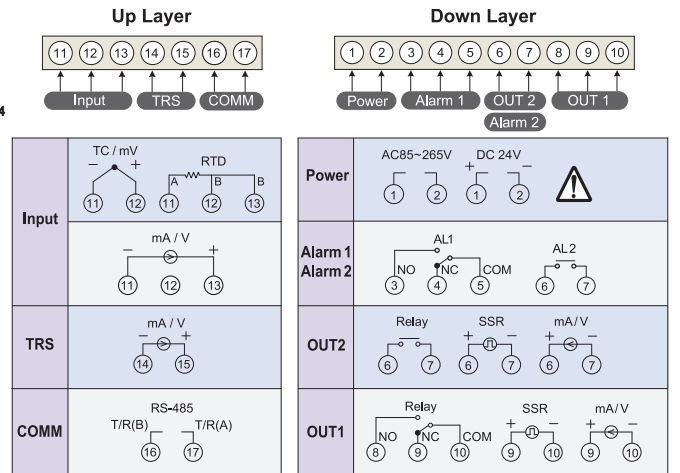 Up Layer
11 12 13 14 15 16 17
Input TRS COMM
4
Input
TC / mV
− +
11 12
RTD
A B B
11 12 13
mA / V
− +
11 12 13
TRS
mA / V
− +
14 15
COMM
RS-485
T/R(B) T/R(A)
16 17
Down Layer
1 2 3 4 5 6 7 8 9 10
Power Alarm 1 OUT 2 OUT 1
Alarm 2
Power
AC85~265V DC 24V
+ −
1 2 1 2
Alarm 1
Alarm 2
AL1 AL2
NO NC COM
3 4 5 6 7
OUT2
Relay SSR mA/V
+ − + −
6 7 6 7 6 7
OUT1
Relay SSR mA/V
NO NC COM + − + −
8 9 10 9 10 9 10